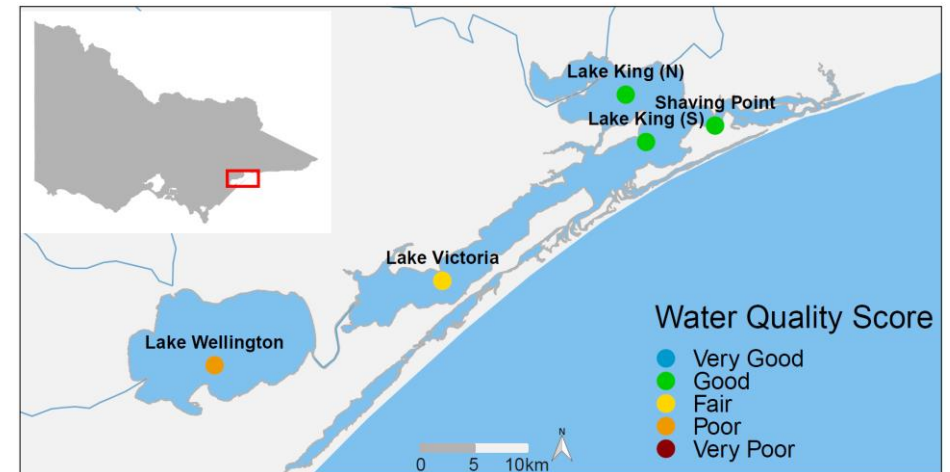 Lake King (N)
Shaving Point
Lake King (S)
Lake Victoria
Lake Wellington
Water Quality Score
Very Good
Good
Fair
Poor
Very Poor
N
0 5 10km